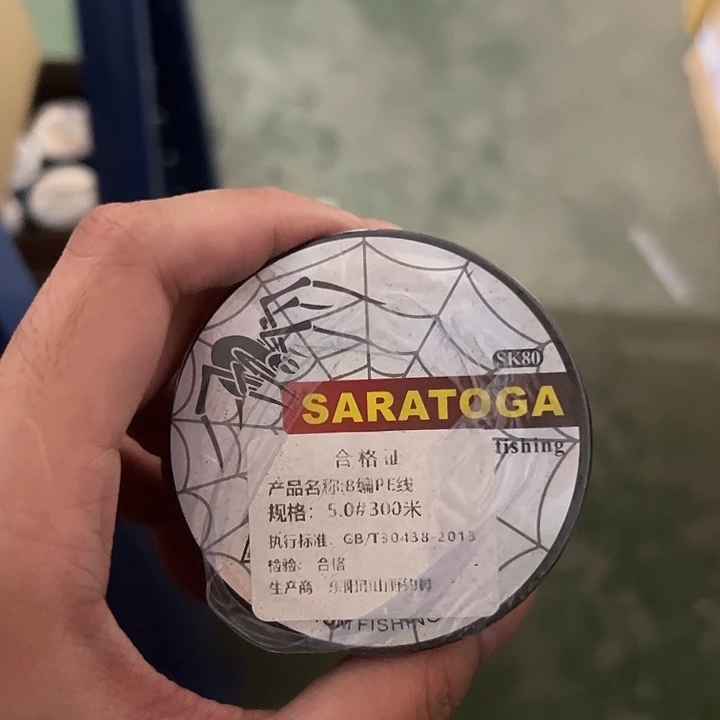 SK80
SARATOGA
fishing
合格证
产品名称:8编PE线
规格: 5.0#300米
执行标准: GB/T30438-2013
检验: 合格
生产商
FISHING